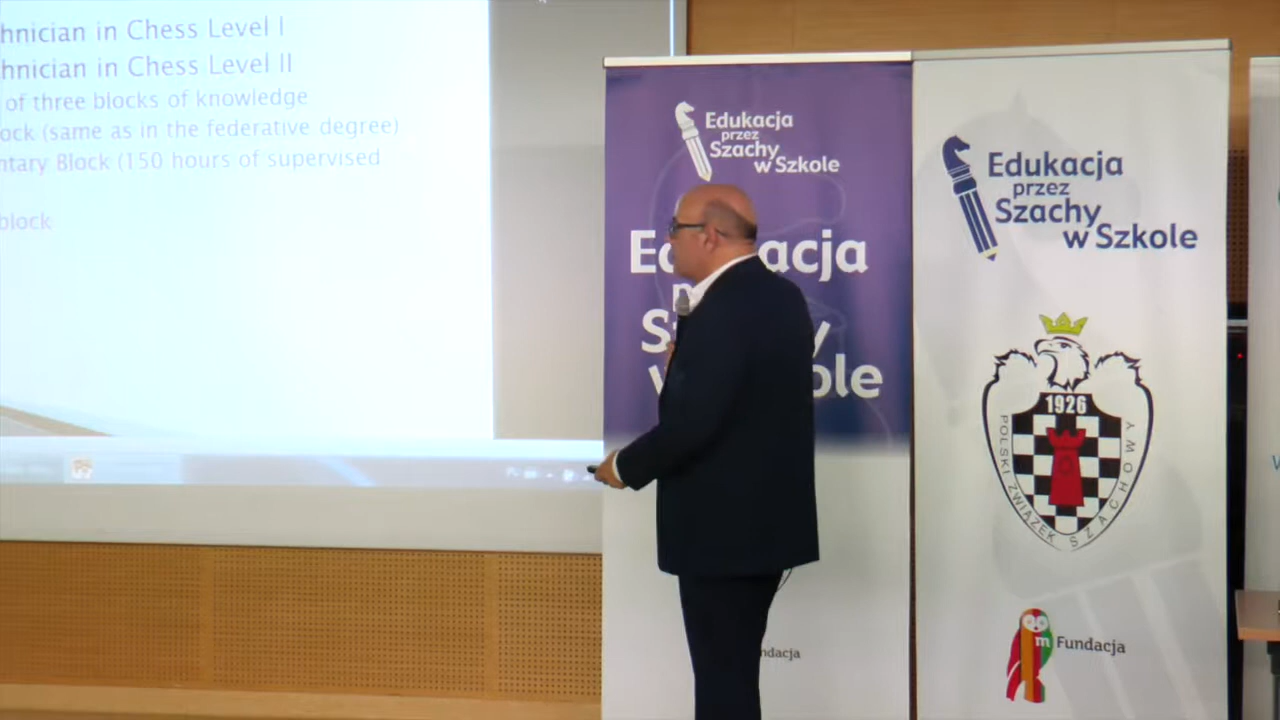 hnician in Chess Level I
hnician in Chess Level II
of three blocks of knowledge
ock (same as in the federative degree)
ntary Block (150 hours of supervised
block
Edukacja
przez
Szachy
w Szkole
Ed acja
p
S y
w ole
ndacja
Edukacja
przez
Szachy
w Szkole
1926
POLSKI ZWIĄZEK SZACHOWY
m Fundacja